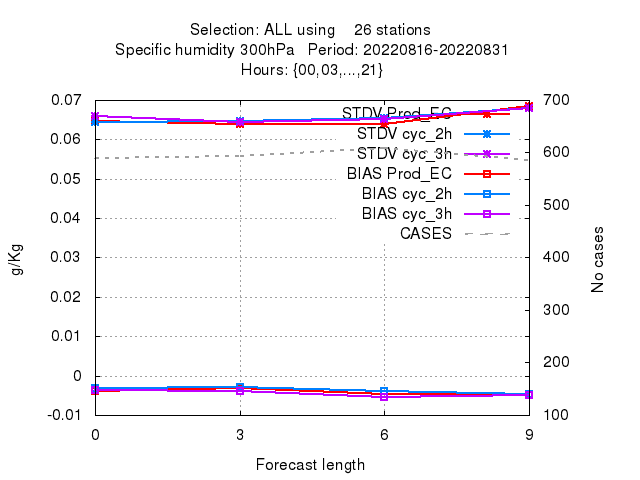 Selection: ALL using 26 stations
Specific humidity 300hPa Period: 20220816-20220831
Hours: {00,03,...,21}
0.07
0.06
0.05
0.04
0.03
0.02
0.01
0
-0.01
g/Kg
STDV Prod_EC
STDV cyc_2h
STDV cyc_3h
BIAS Prod_EC
BIAS cyc_2h
BIAS cyc_3h
CASES
700
600
500
400
300
200
100
No cases
0 3 6 9
Forecast length